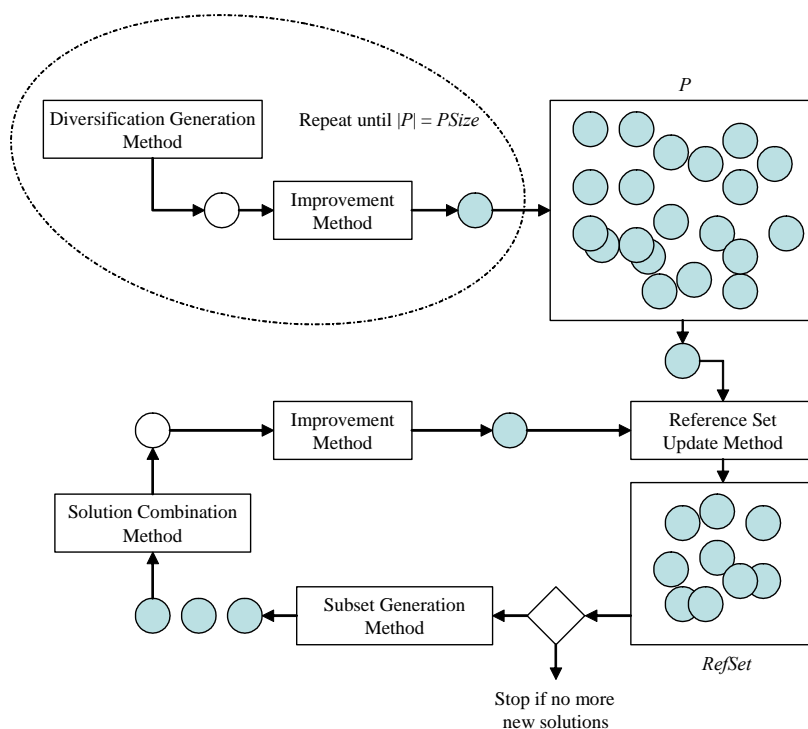 P
Diversification Generation
Method
Repeat until |P| = PSize
Improvement
Method
Improvement
Method
Reference Set
Update Method
Solution Combination
Method
Subset Generation
Method
RefSet
Stop if no more
new solutions